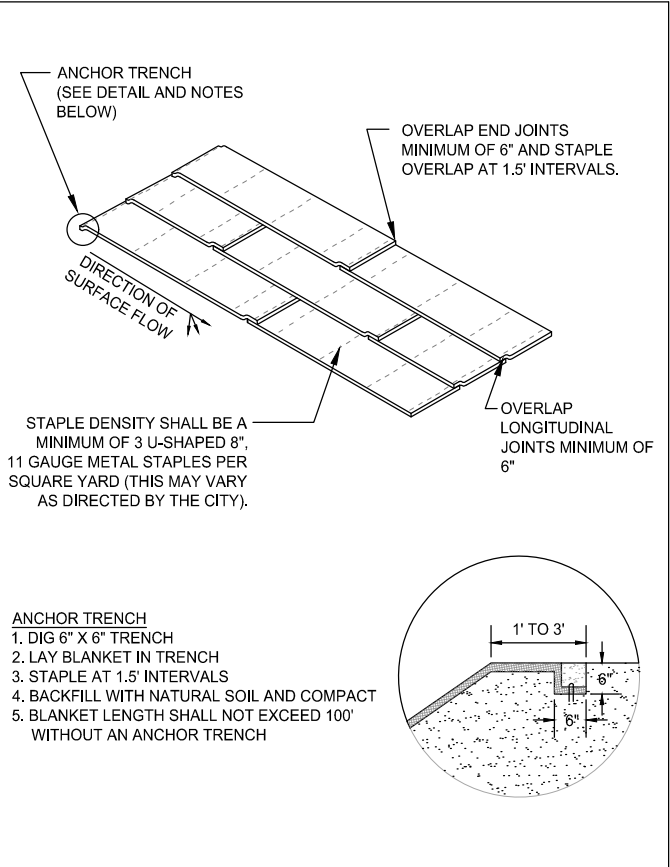 ANCHOR TRENCH
(SEE DETAIL AND NOTES
BELOW)
OVERLAP END JOINTS
MINIMUM OF 6" AND STAPLE
OVERLAP AT 1.5' INTERVALS.
DIRECTION OF
SURFACE FLOW
STAPLE DENSITY SHALL BE A
MINIMUM OF 3 U-SHAPED 8",
11 GAUGE METAL STAPLES PER
SQUARE YARD (THIS MAY VARY
AS DIRECTED BY THE CITY).
OVERLAP
LONGITUDINAL
JOINTS MINIMUM OF
6"
ANCHOR TRENCH
1. DIG 6" X 6" TRENCH
2. LAY BLANKET IN TRENCH
3. STAPLE AT 1.5' INTERVALS
4. BACKFILL WITH NATURAL SOIL AND COMPACT
5. BLANKET LENGTH SHALL NOT EXCEED 100'
WITHOUT AN ANCHOR TRENCH
1' TO 3'
6"
6"